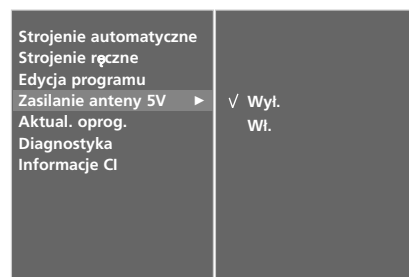 Strojenie automatyczne
Strojenie ręczne
Edycja programu
Zasilanie anteny 5V ►
Aktual. oprog.
Diagnostyka
Informacje CI
√ Wył.
Wł.